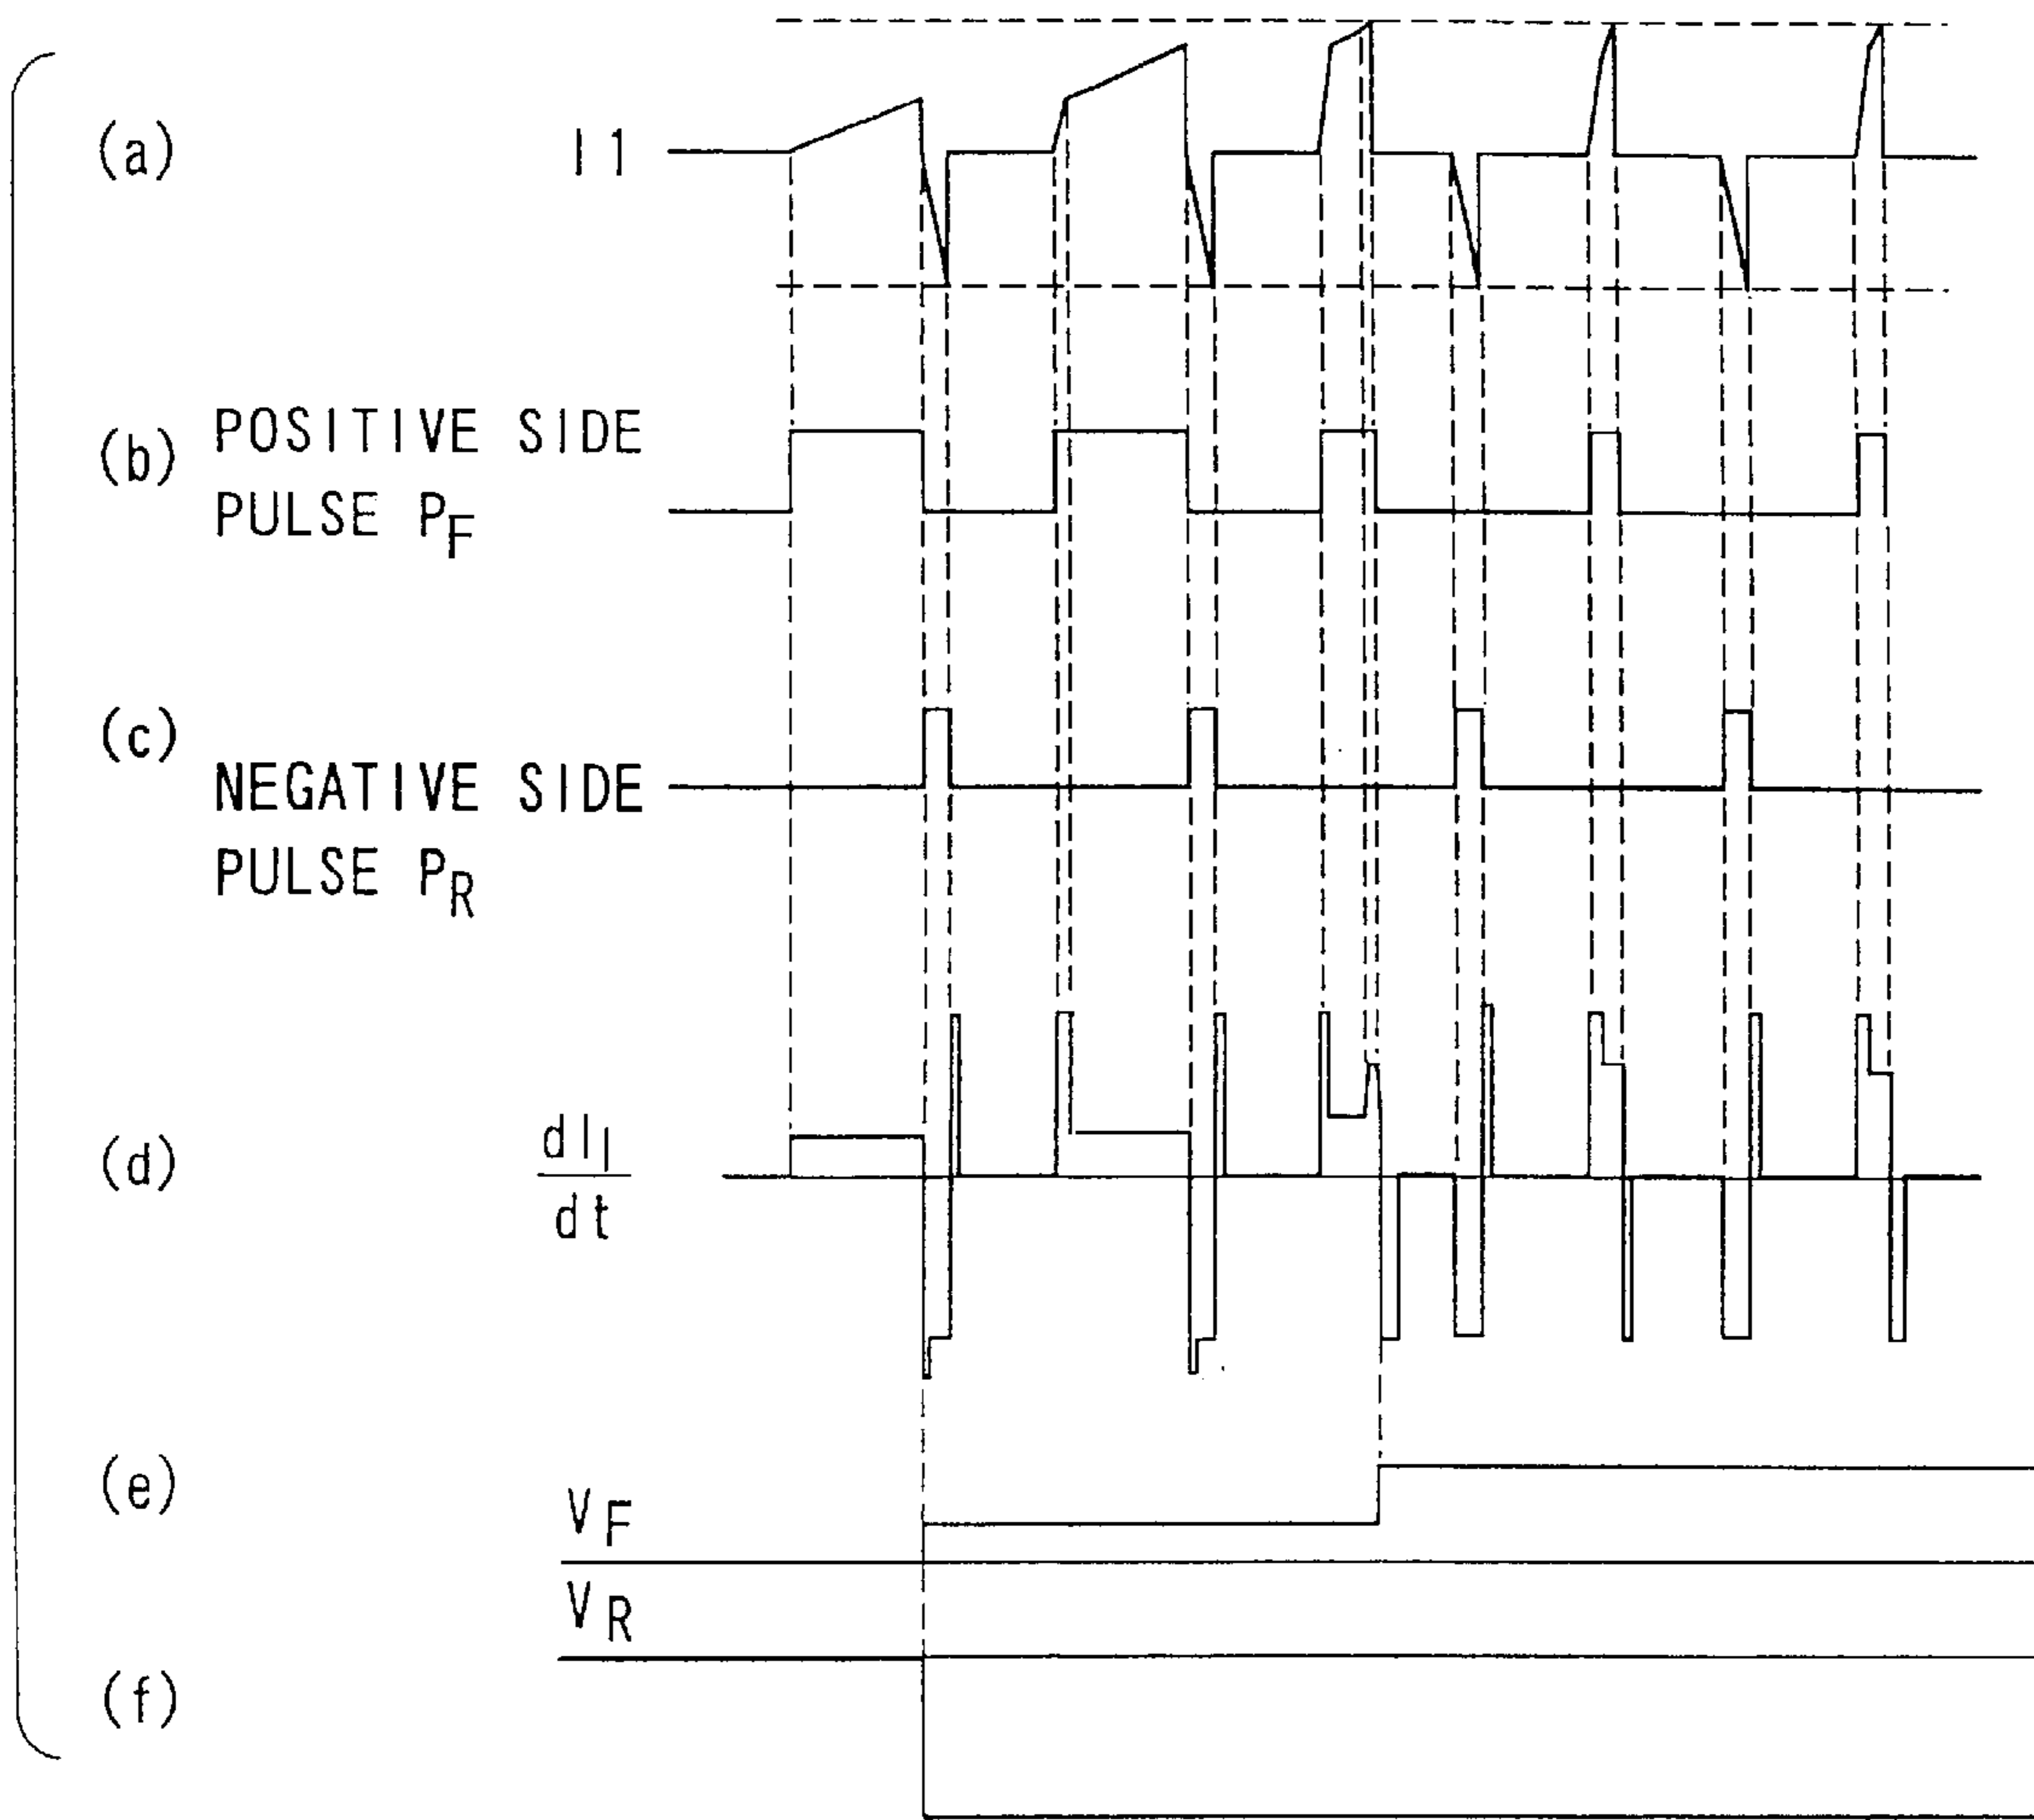 (a) I1
(b) POSITIVE SIDE
PULSE PF
(c)
NEGATIVE SIDE
PULSE PR
(d) dI1
dt
(e)
VF
VR
(f)